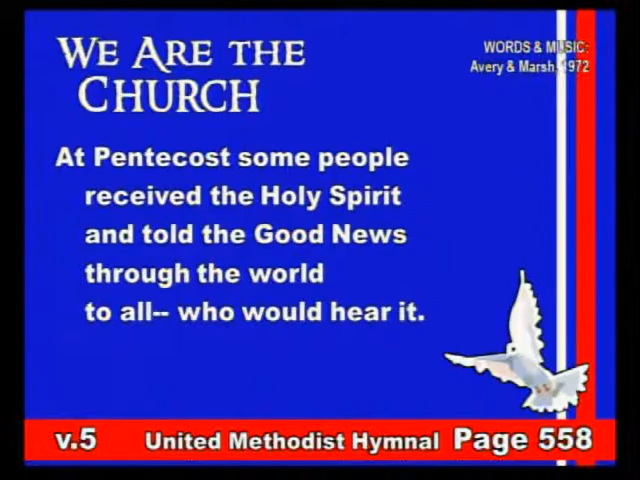 WE ARE THE
CHURCH
WORDS & MUSIC:
Avery & Marsh, 1972
At Pentecost some people
received the Holy Spirit
and told the Good News
through the world
to all-- who would hear it.
v.5 United Methodist Hymnal Page 558